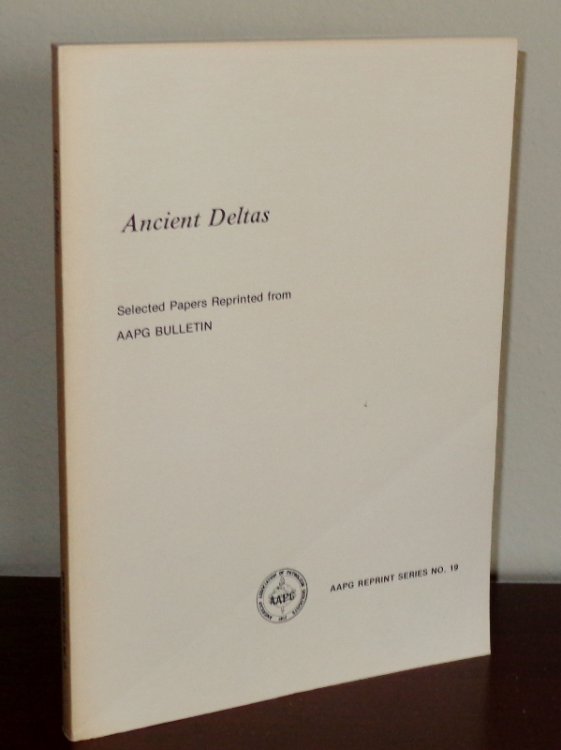 Ancient Deltas
Selected Papers Reprinted from
AAPG BULLETIN
AAPG
AAPG REPRINT SERIES NO. 19